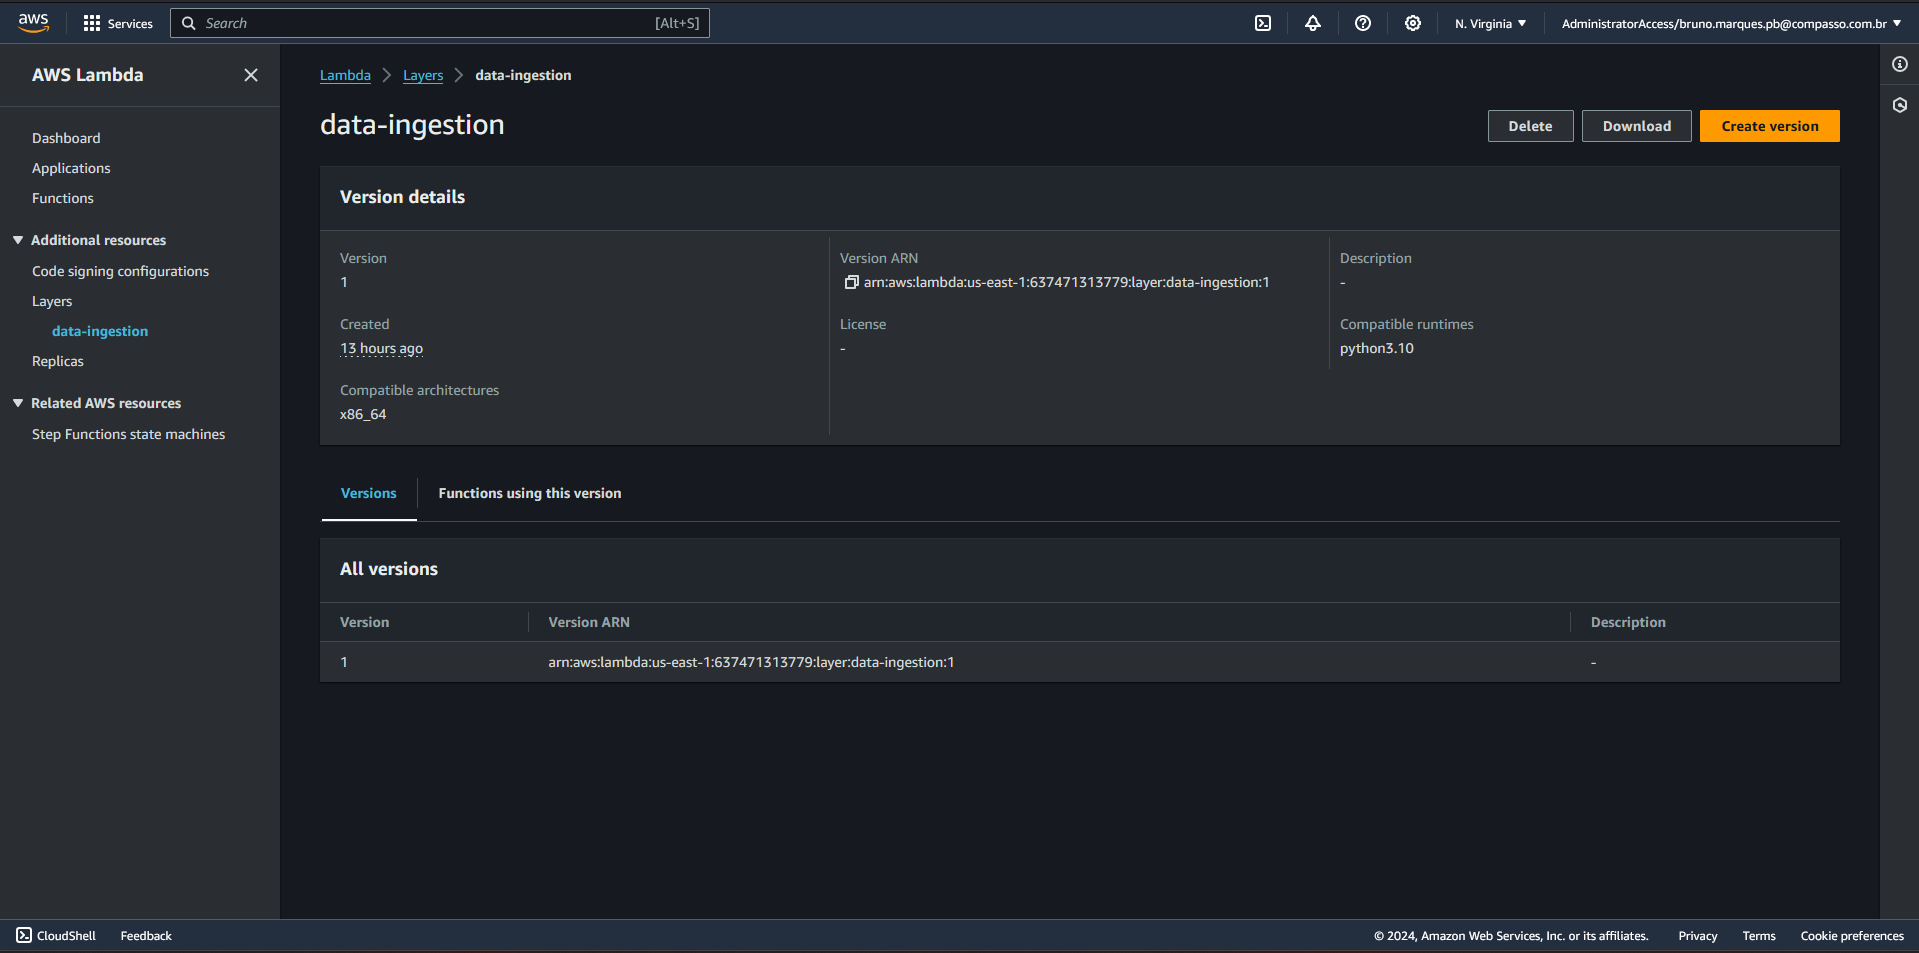 aws Services Search [Alt+S] N. Virginia AdministratorAccess/bruno.marques.pb@compasso.com.br
AWS Lambda
Dashboard
Applications
Functions
Additional resources
Code signing configurations
Layers
data-ingestion
Replicas
Related AWS resources
Step Functions state machines
Lambda Layers data-ingestion
data-ingestion
Delete Download Create version
Version details
Version
1
Created
13 hours ago
Compatible architectures
x86_64
Version ARN
arn:aws:lambda:us-east-1:637471313779:layer:data-ingestion:1
License
-
Description
-
Compatible runtimes
python3.10
Versions Functions using this version
All versions
Version Version ARN Description
1 arn:aws:lambda:us-east-1:637471313779:layer:data-ingestion:1 -
CloudShell Feedback © 2024, Amazon Web Services, Inc. or its affiliates. Privacy Terms Cookie preferences